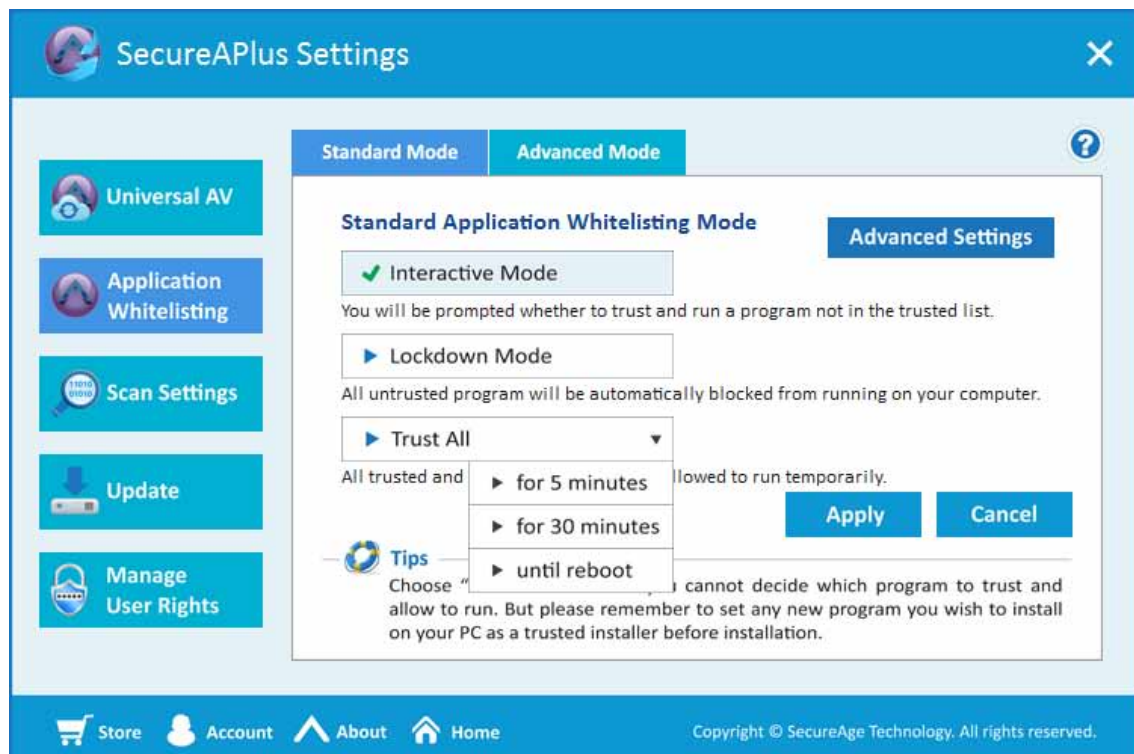 SecureAPlus Settings
Standard Mode
Advanced Mode
Universal AV
Application
Whitelisting
Scan Settings
Update
Manage
User Rights
Standard Application Whitelisting Mode
Advanced Settings
Interactive Mode
You will be prompted whether to trust and run a program not in the trusted list.
Lockdown Mode
All untrusted program will be automatically blocked from running on your computer.
Trust All
All trusted and llowed to run temporarily.
for 5 minutes
for 30 minutes
until reboot
Apply
Cancel
Tips
Choose “ cannot decide which program to trust and
allow to run. But please remember to set any new program you wish to install
on your PC as a trusted installer before installation.
Store
Account
About
Home
Copyright © SecureAge Technology. All rights reserved.